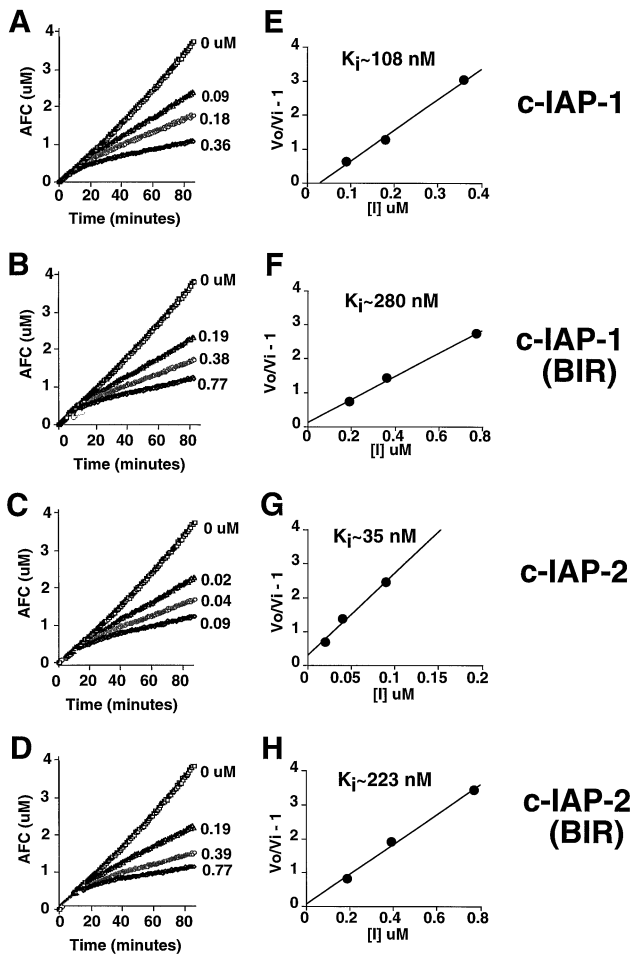 A
AFC (uM)
4
3
2
1
0
0 20 40 60 80
Time (minutes)
0 uM
0.09
0.18
0.36
E
Vo/Vi - 1
4
3
2
1
0
0 0.1 0.2 0.3 0.4
[I] uM
Ki~108 nM
c-IAP-1
B
AFC (uM)
4
3
2
1
0
0 20 40 60 80
Time (minutes)
0 uM
0.19
0.38
0.77
F
Vo/Vi - 1
4
3
2
1
0
0 0.2 0.4 0.6 0.8
[I] uM
Ki~280 nM
c-IAP-1
(BIR)
C
AFC (uM)
4
3
2
1
0
0 20 40 60 80
Time (minutes)
0 uM
0.02
0.04
0.09
G
Vo/Vi - 1
4
3
2
1
0
0 0.05 0.1 0.15 0.2
[I] uM
Ki~35 nM
c-IAP-2
D
AFC (uM)
4
3
2
1
0
0 20 40 60 80
Time (minutes)
0 uM
0.19
0.39
0.77
H
Vo/Vi - 1
4
3
2
1
0
0 0.2 0.4 0.6 0.8
[I] uM
Ki~223 nM
c-IAP-2
(BIR)